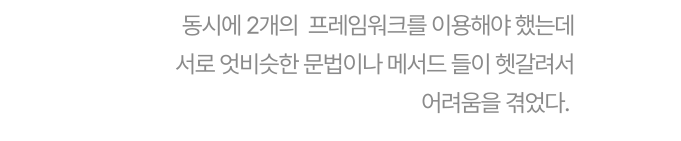 동시에 2개의  프레임워크를 이용해야 했는데
서로 엇비슷한 문법이나 메서드 들이 헷갈려서
어려움을 겪었다.